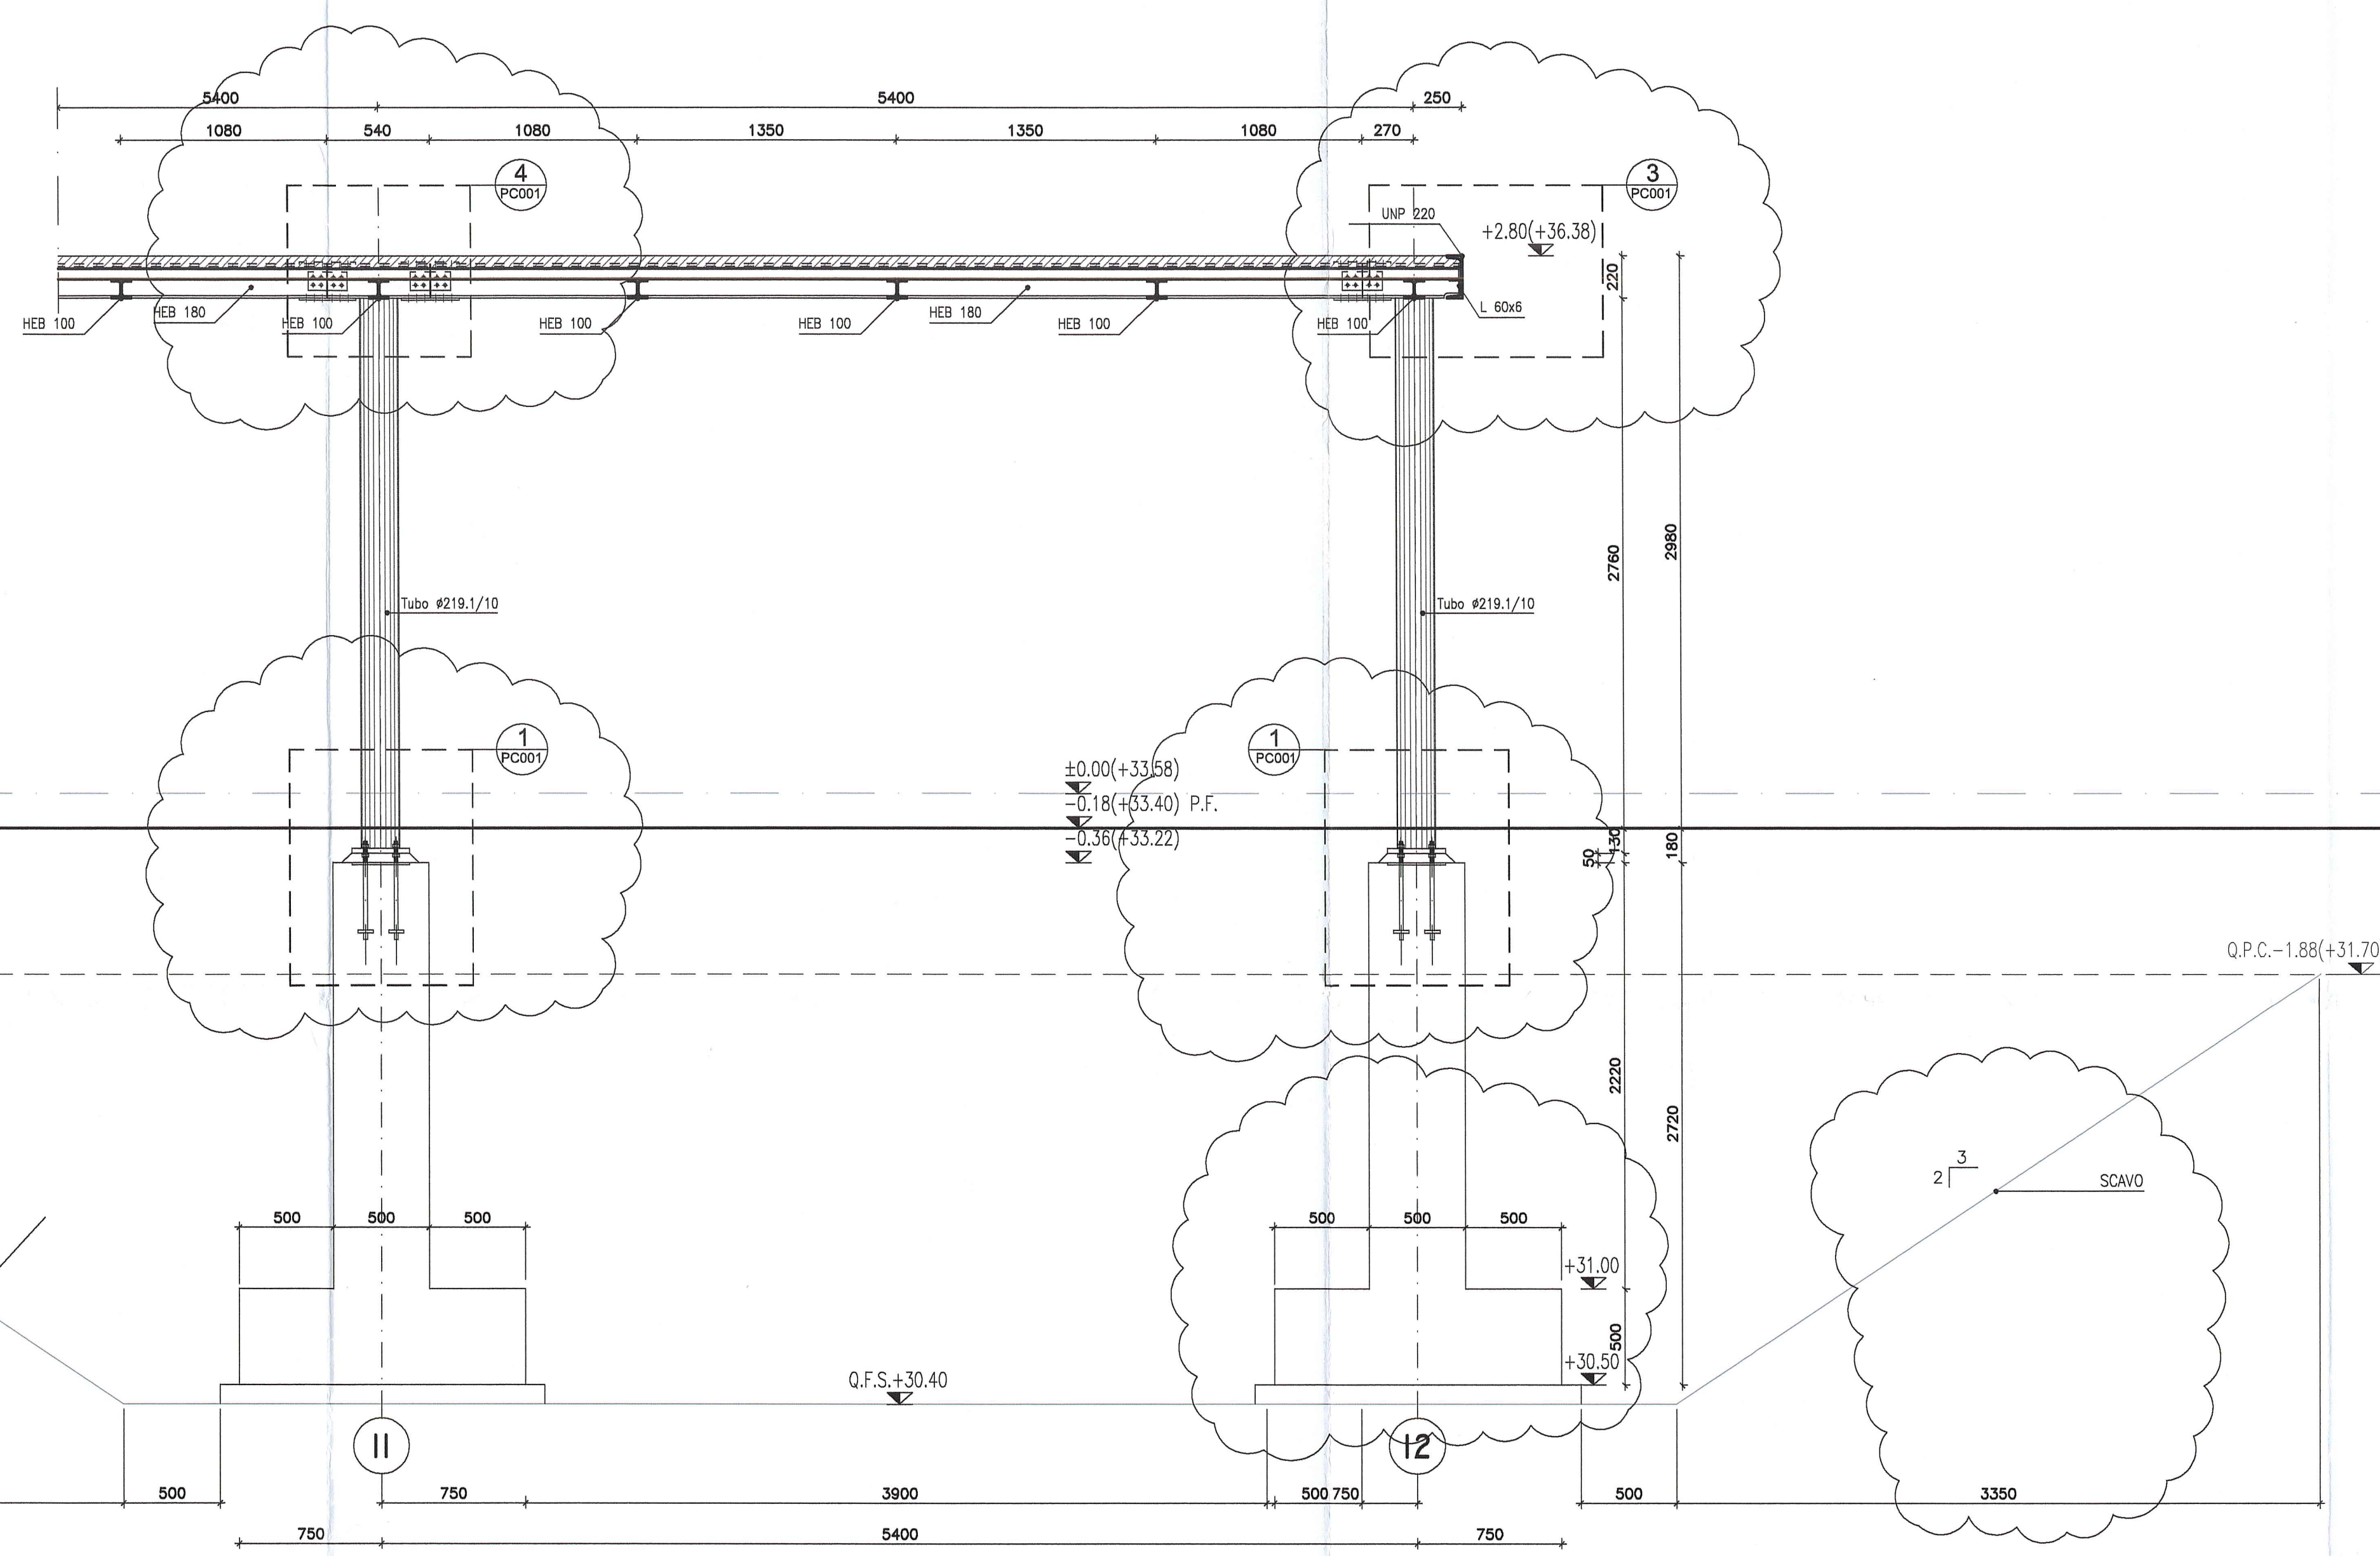 5400 5400 250
1080 540 1080 1350 1350 1080 270
4
PC001
3
PC001
UNP 220
+2.80(+36.38)
220
HEB 100
HEB 180
HEB 100
HEB 100
HEB 100
HEB 180
HEB 100
HEB 100
L 60x6
2760
2980
Tubo ø219.1/10
Tubo ø219.1/10
1
PC001
1
PC001
±0.00(+33.58)
-0.18(+33.40) P.F.
-0.36(+33.22)
50
130
180
Q.P.C.-1.88(+31.70
2220
2720
3
2
SCAVO
500 500 500
500 500 500
+31.00
500
+30.50
Q.F.S.+30.40
11
12
500 750 3900 500 750 500 3350
750 5400 750